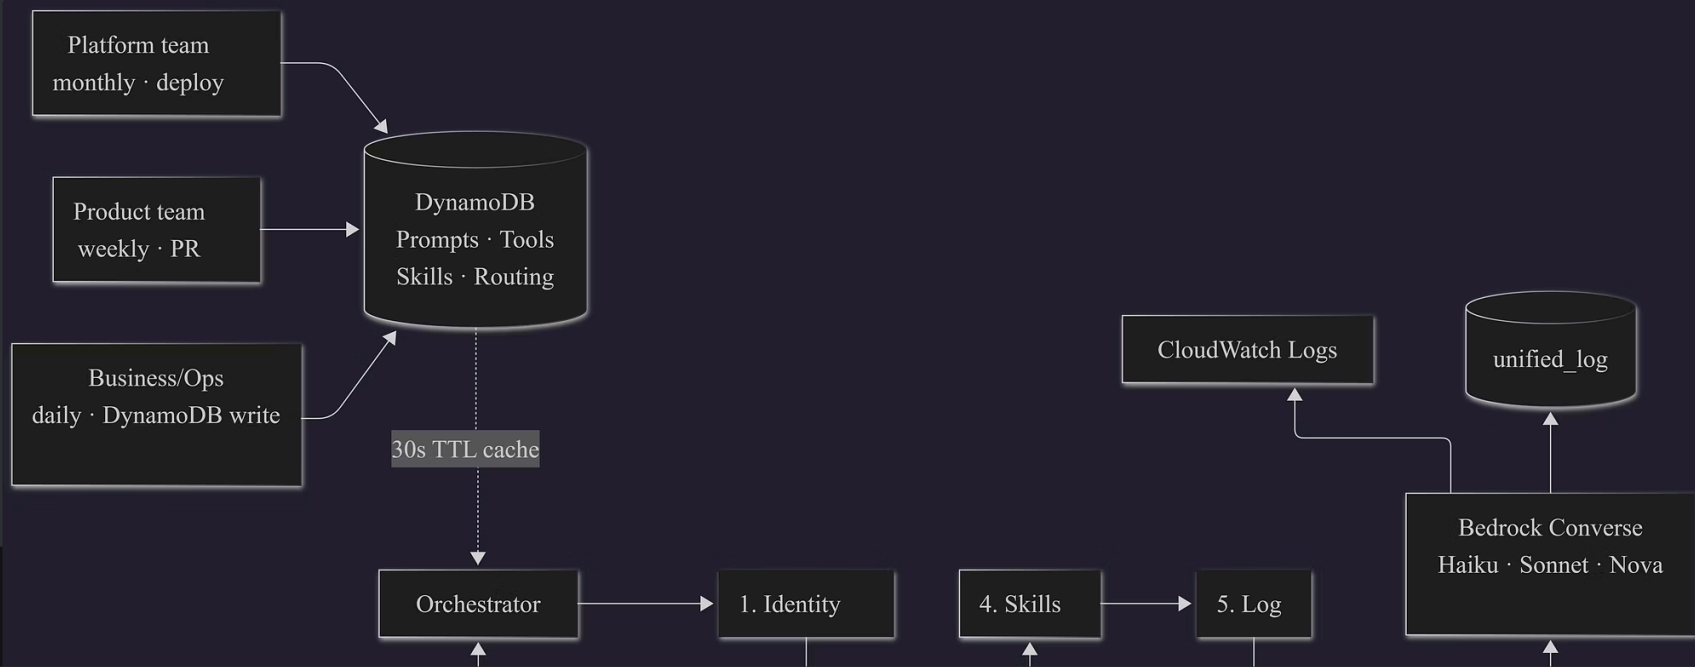 Platform team
monthly · deploy
Product team
weekly · PR
Business/Ops
daily · DynamoDB write
DynamoDB
Prompts · Tools
Skills · Routing
30s TTL cache
CloudWatch Logs
unified_log
Bedrock Converse
Haiku · Sonnet · Nova
Orchestrator
1. Identity
4. Skills
5. Log